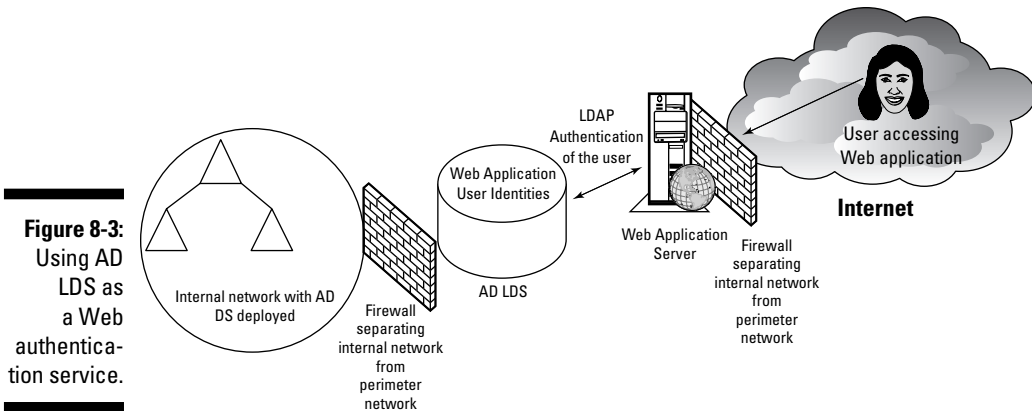 Figure 8-3:
Using AD
LDS as
a Web
authentica-
tion service.
Internal network with AD
DS deployed
Firewall
separating
internal network
from
perimeter
network
Web Application
User Identities
AD LDS
LDAP
Authentication
of the user
Web Application
Server
Firewall
separating
internal network
from
perimeter
network
User accessing
Web application
Internet